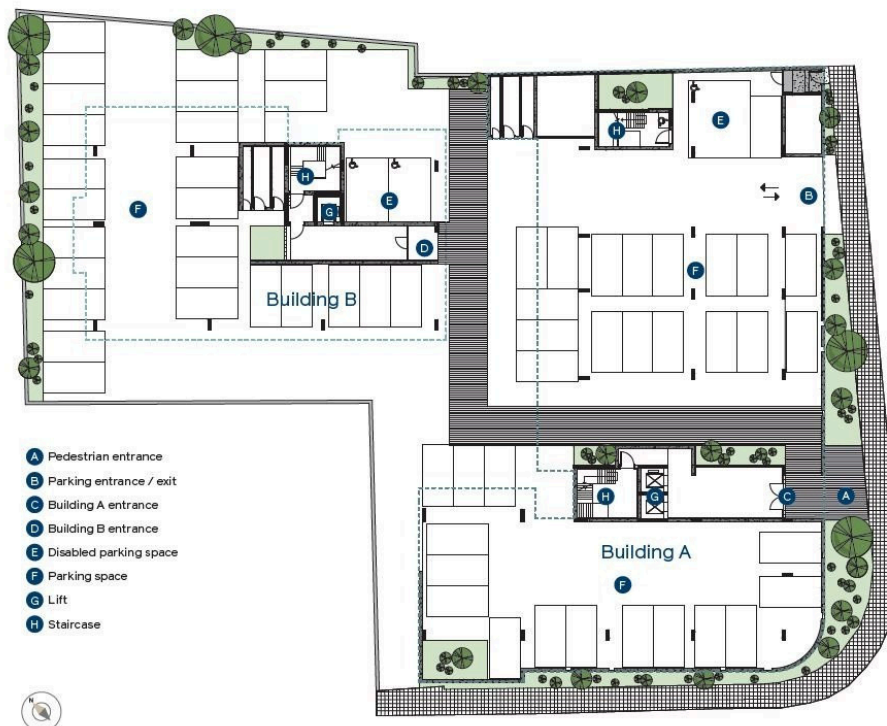 H
E
B
H
G
E
F
D
F
Building B
A Pedestrian entrance
B Parking entrance / exit
C Building A entrance
D Building B entrance
E Disabled parking space
F Parking space
G Lift
H Staircase
H
G
C
A
Building A
F
N